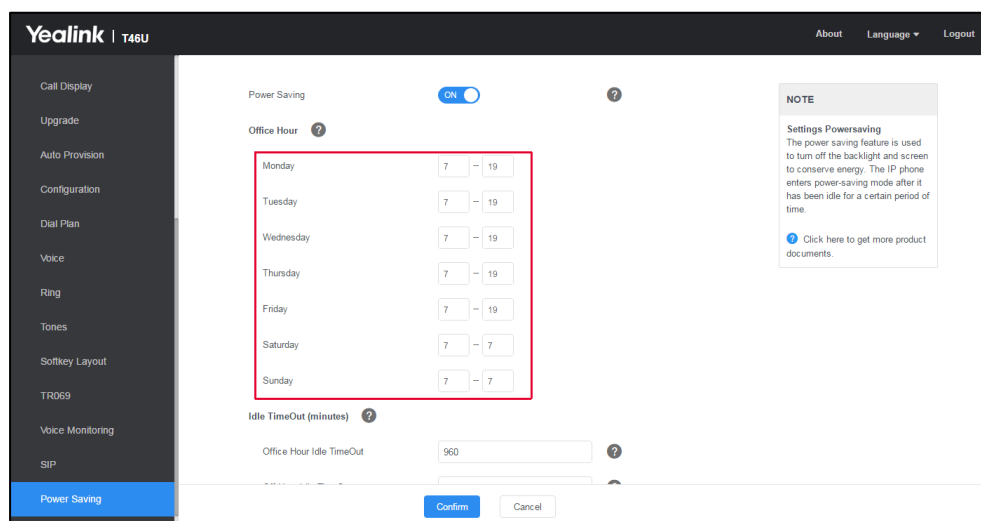 Yealink | T46U
About Language Logout
Call Display
Upgrade
Auto Provision
Configuration
Dial Plan
Voice
Ring
Tones
Softkey Layout
TR069
Voice Monitoring
SIP
Power Saving
Power Saving ON ?
Office Hour ?
Monday 7 – 19
Tuesday 7 – 19
Wednesday 7 – 19
Thursday 7 – 19
Friday 7 – 19
Saturday 7 – 7
Sunday 7 – 7
Idle TimeOut (minutes) ?
Office Hour Idle TimeOut 960 ?
Confirm Cancel
NOTE
Settings Powersaving
The power saving feature is used
to turn off the backlight and screen
to conserve energy. The IP phone
enters power-saving mode after it
has been idle for a certain period of
time.
? Click here to get more product
documents.